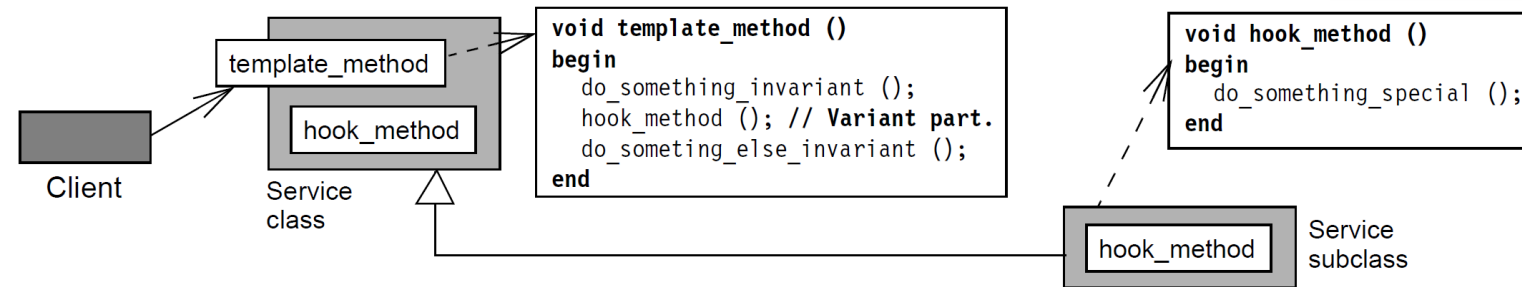 template_method
hook_method
Client
Service
class
void template_method ()
begin
do_something_invariant ();
hook_method (); // Variant part.
do_someting_else_invariant ();
end
void hook_method ()
begin
do_something_special ();
end
hook_method
Service
subclass